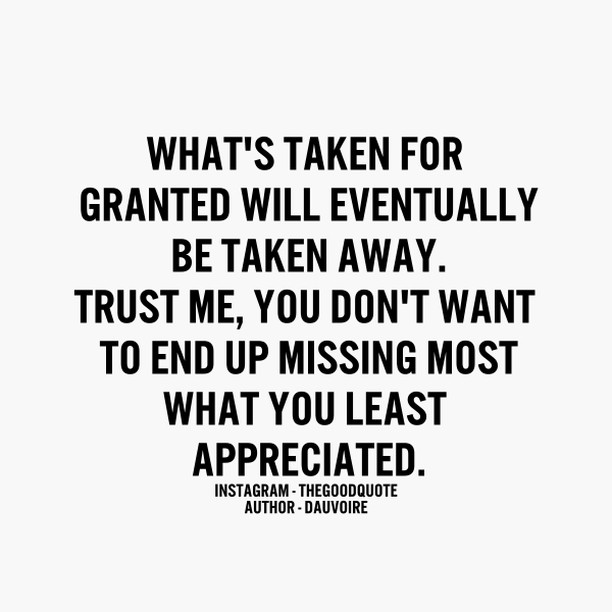 WHAT'S TAKEN FOR
GRANTED WILL EVENTUALLY
BE TAKEN AWAY.
TRUST ME, YOU DON'T WANT
TO END UP MISSING MOST
WHAT YOU LEAST
APPRECIATED.
INSTAGRAM - THEGOODQUOTE
AUTHOR - DAUVOIRE